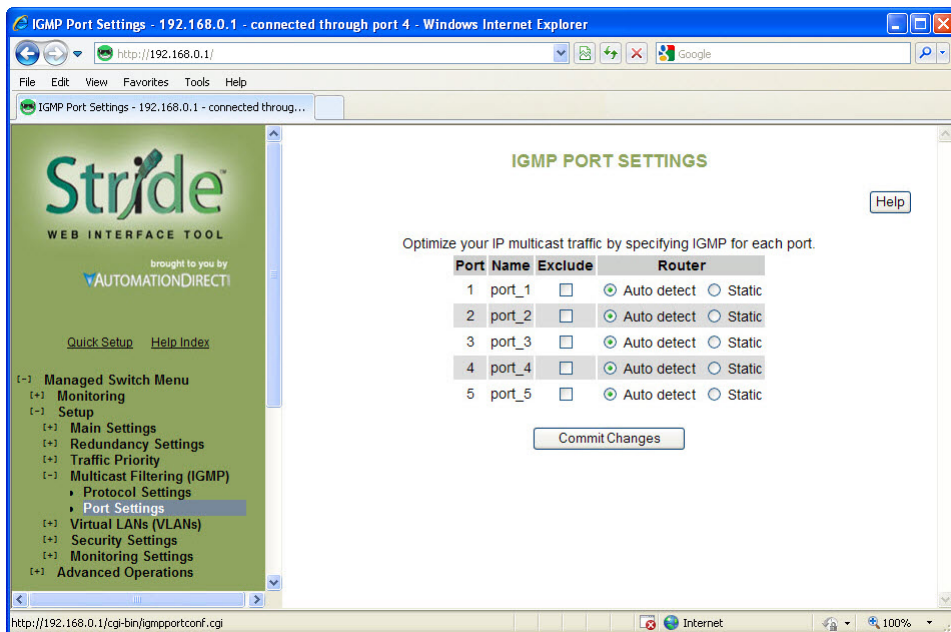 IGMP Port Settings - 192.168.0.1 - connected through port 4 - Windows Internet Explorer
http://192.168.0.1/
Google
File Edit View Favorites Tools Help
IGMP Port Settings - 192.168.0.1 - connected throug...
Stride
WEB INTERFACE TOOL
brought to you by
AUTOMATIONDIRECT
Quick Setup Help Index
[-] Managed Switch Menu
[+] Monitoring
[-] Setup
[+] Main Settings
[+] Redundancy Settings
[+] Traffic Priority
[-] Multicast Filtering (IGMP)
Protocol Settings
Port Settings
[+] Virtual LANs (VLANs)
[+] Security Settings
[+] Monitoring Settings
[+] Advanced Operations
IGMP PORT SETTINGS
Help
Optimize your IP multicast traffic by specifying IGMP for each port.
Port Name Exclude Router
1 port_1 Auto detect Static
2 port_2 Auto detect Static
3 port_3 Auto detect Static
4 port_4 Auto detect Static
5 port_5 Auto detect Static
Commit Changes
http://192.168.0.1/cgi-bin/igmpportconf.cgi
Internet
100%